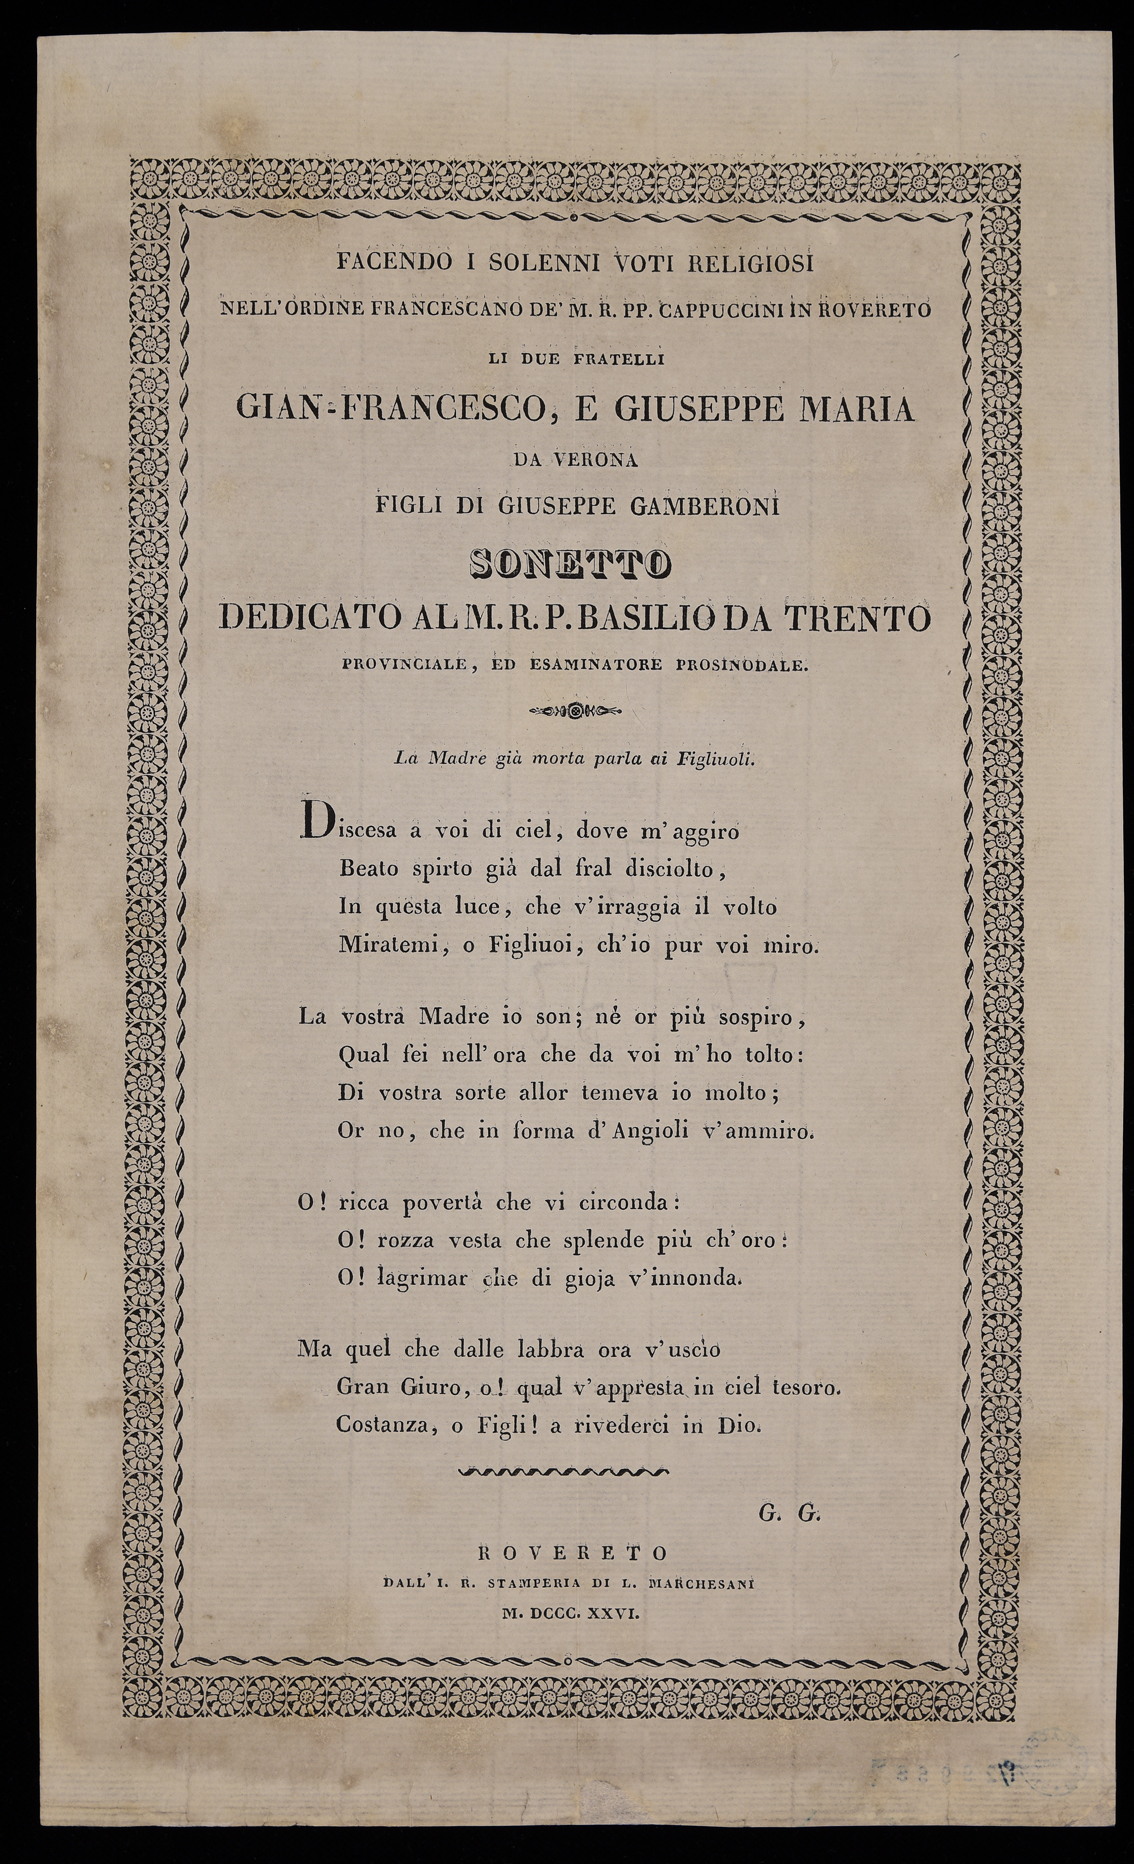 FACENDO I SOLENNI VOTI RELIGIOSI
NELL'ORDINE FRANCESCANO DE' M. R. PP. CAPPUCCINI IN ROVERETO
LI DUE FRATELLI
GIAN-FRANCESCO, E GIUSEPPE MARIA
DA VERONA
FIGLI DI GIUSEPPE GAMBERONI
SONETTO
DEDICATO AL M. R. P. BASILIO DA TRENTO
PROVINCIALE, ED ESAMINATORE PROSINODALE.
La Madre già morta parla ai Figliuoli.
Discesa a voi di ciel, dove m'aggiro
Beato spirto già dal fral disciolto,
In questa luce, che v'irraggia il volto
Miratemi, o Figliuoi, ch'io pur voi miro.
La vostra Madre io son; nè or più sospiro,
Qual fei nell'ora che da voi m'ho tolto:
Di vostra sorte allor temeva io molto;
Or no, che in forma d'Angioli v'ammiro.
O! ricca povertà che vi circonda:
O! rozza vesta che splende più ch'oro:
O! lagrimar che di gioja v'innonda.
Ma quel che dalle labbra ora v'uscìo
Gran Giuro, o! qual v'appresta in ciel tesoro.
Costanza, o Figli! a rivederci in Dio.
G. G.
ROVERETO
DALL' I. R. STAMPERIA DI L. MARCHESANI
M. DCCC. XXVI.